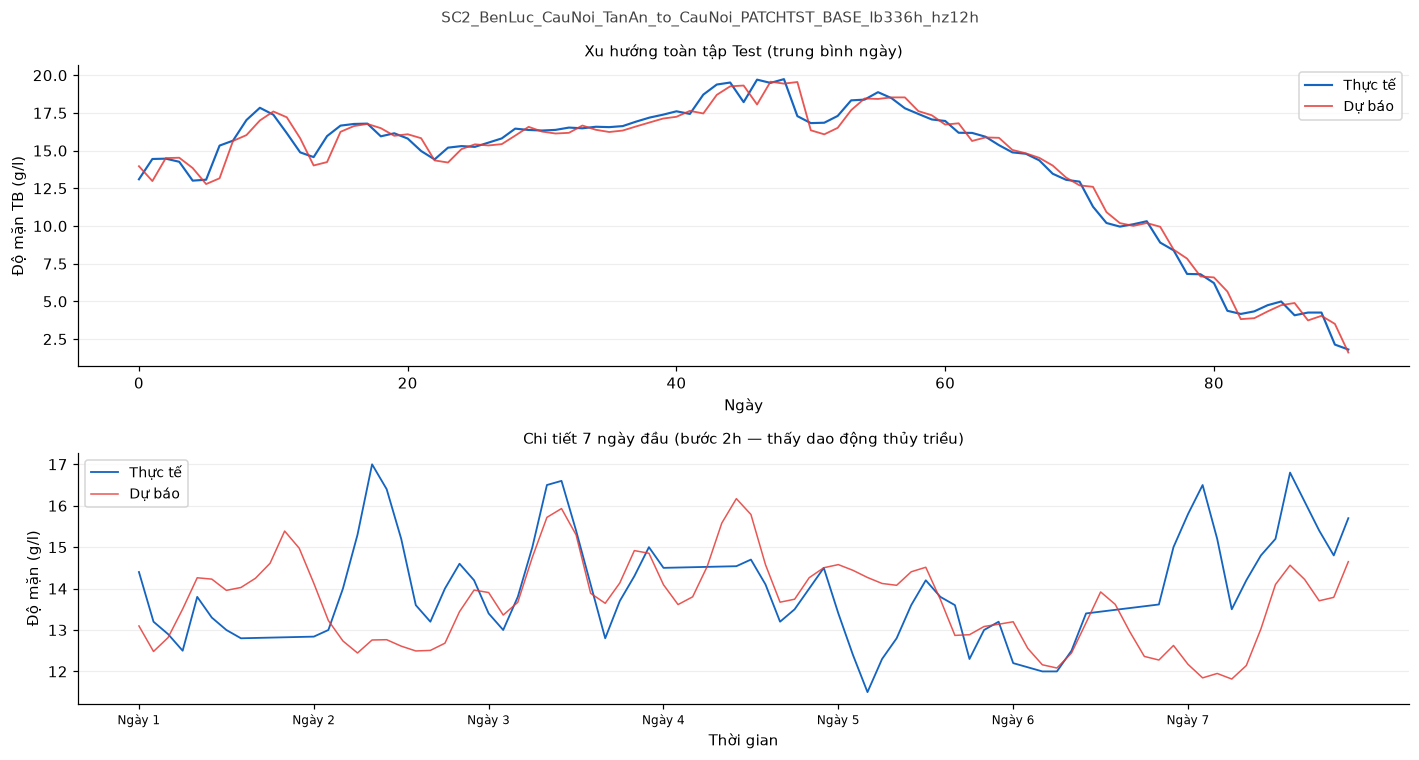 SC2_BenLuc_CauNoi_TanAn_to_CauNoi_PATCHTST_BASE_lb336h_hz12h
Xu hướng toàn tập Test (trung bình ngày)
Thực tế
Dự báo
Độ mặn TB (g/l)
20.0
17.5
15.0
12.5
10.0
7.5
5.0
2.5
0 20 40 60 80
Ngày
Chi tiết 7 ngày đầu (bước 2h — thấy dao động thủy triều)
Thực tế
Dự báo
Độ mặn (g/l)
17
16
15
14
13
12
Ngày 1 Ngày 2 Ngày 3 Ngày 4 Ngày 5 Ngày 6 Ngày 7
Thời gian